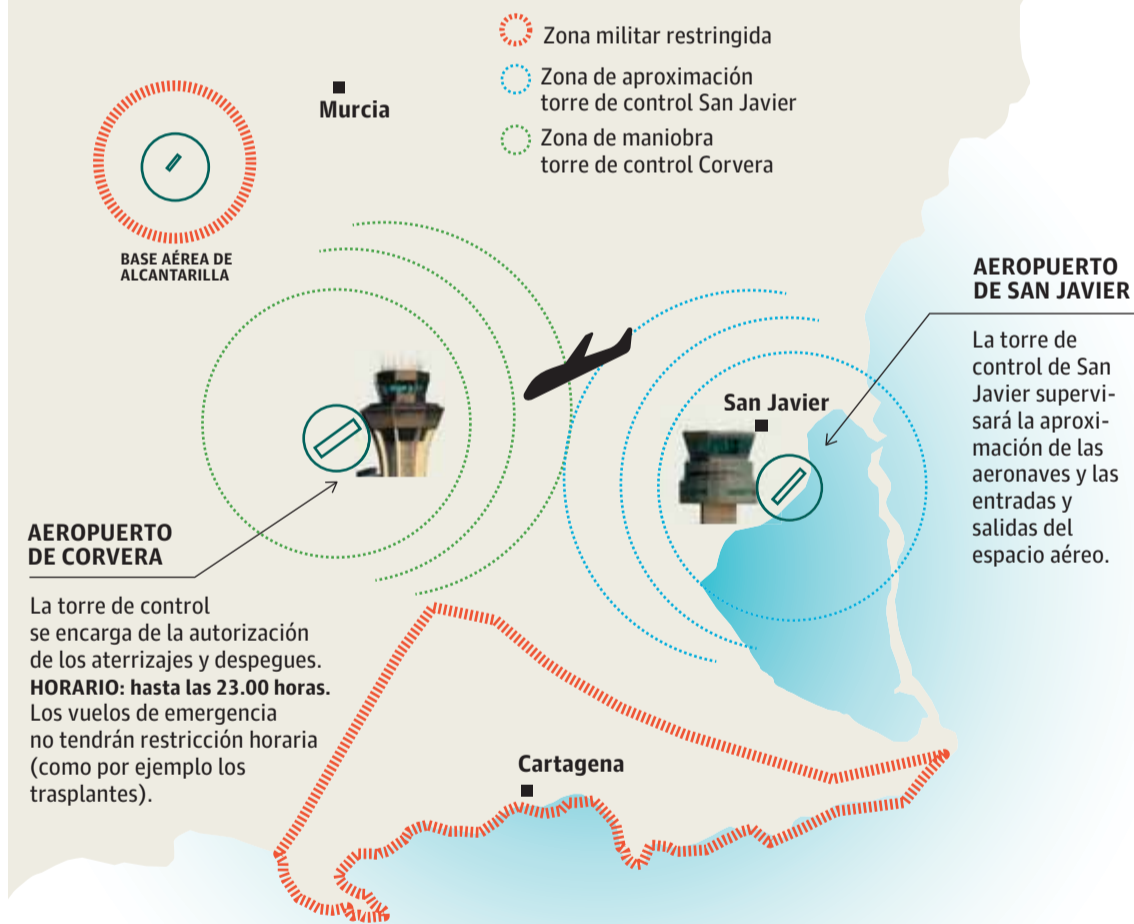 Zona militar restringida
Zona de aproximación
torre de control San Javier
Zona de maniobra
torre de control Corvera
Murcia
BASE AÉREA DE
ALCANTARILLA
AEROPUERTO
DE SAN JAVIER
La torre de
control de San
Javier supervi-
sará la aproxi-
mación de las
aeronaves y las
entradas y
salidas del
espacio aéreo.
San Javier
AEROPUERTO
DE CORVERA
La torre de control
se encarga de la autorización
de los aterrizajes y despegues.
HORARIO: hasta las 23.00 horas.
Los vuelos de emergencia
no tendrán restricción horaria
(como por ejemplo los
trasplantes).
Cartagena